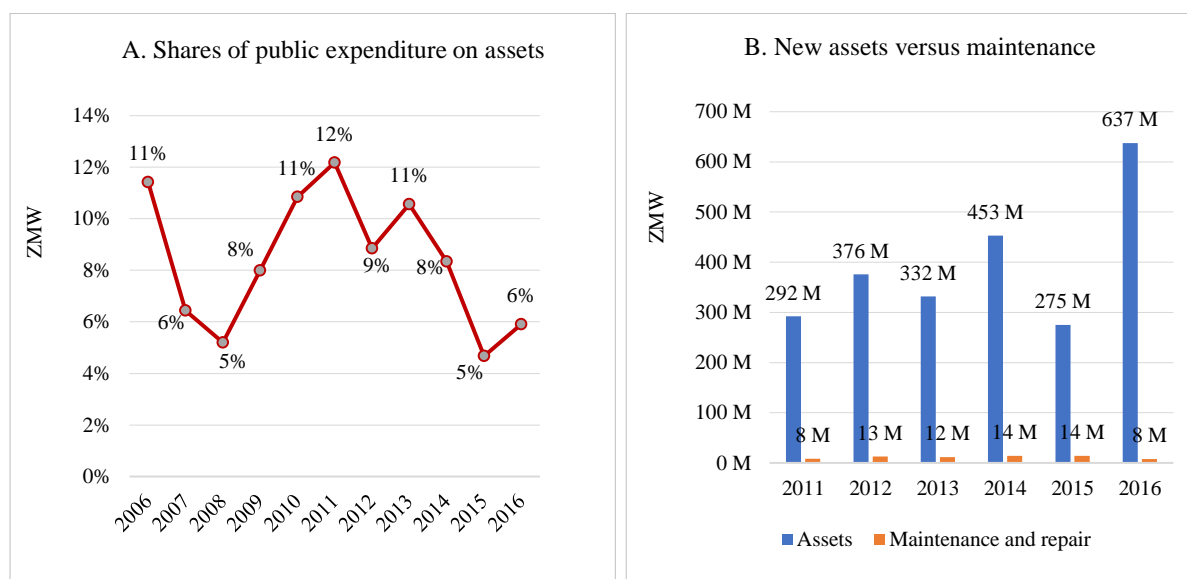 A. Shares of public expenditure on assets
ZMW
14%
12%
10%
8%
6%
4%
2%
0%
11%
6%
5%
8%
11%
12%
9%
11%
8%
5%
6%
2006
2007
2008
2009
2010
2011
2012
2013
2014
2015
2016
B. New assets versus maintenance
ZMW
700 M
600 M
500 M
400 M
300 M
200 M
100 M
0 M
292 M
376 M
332 M
453 M
275 M
637 M
8 M
13 M
12 M
14 M
14 M
8 M
2011 2012 2013 2014 2015 2016
Assets Maintenance and repair